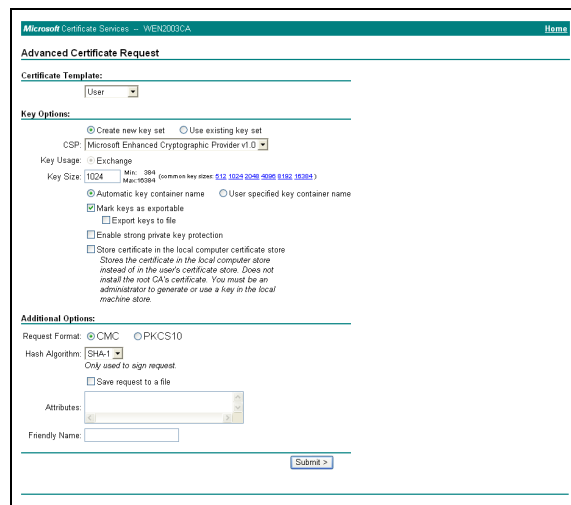 Microsoft Certificate Services -- WEN2003CA Home
Advanced Certificate Request
Certificate Template:
User
Key Options:
Create new key set Use existing key set
CSP: Microsoft Enhanced Cryptographic Provider v1.0
Key Usage: Exchange
Key Size: 1024 Min: 384 Max:16384 (common key sizes: 512 1024 2048 4096 8192 16384 )
Automatic key container name User specified key container name
Mark keys as exportable
Export keys to file
Enable strong private key protection
Store certificate in the local computer certificate store
Stores the certificate in the local computer store
instead of in the user's certificate store. Does not
install the root CA's certificate. You must be an
administrator to generate or use a key in the local
machine store.
Additional Options:
Request Format: CMC PKCS10
Hash Algorithm: SHA-1
Only used to sign request.
Save request to a file
Attributes:
Friendly Name:
Submit >